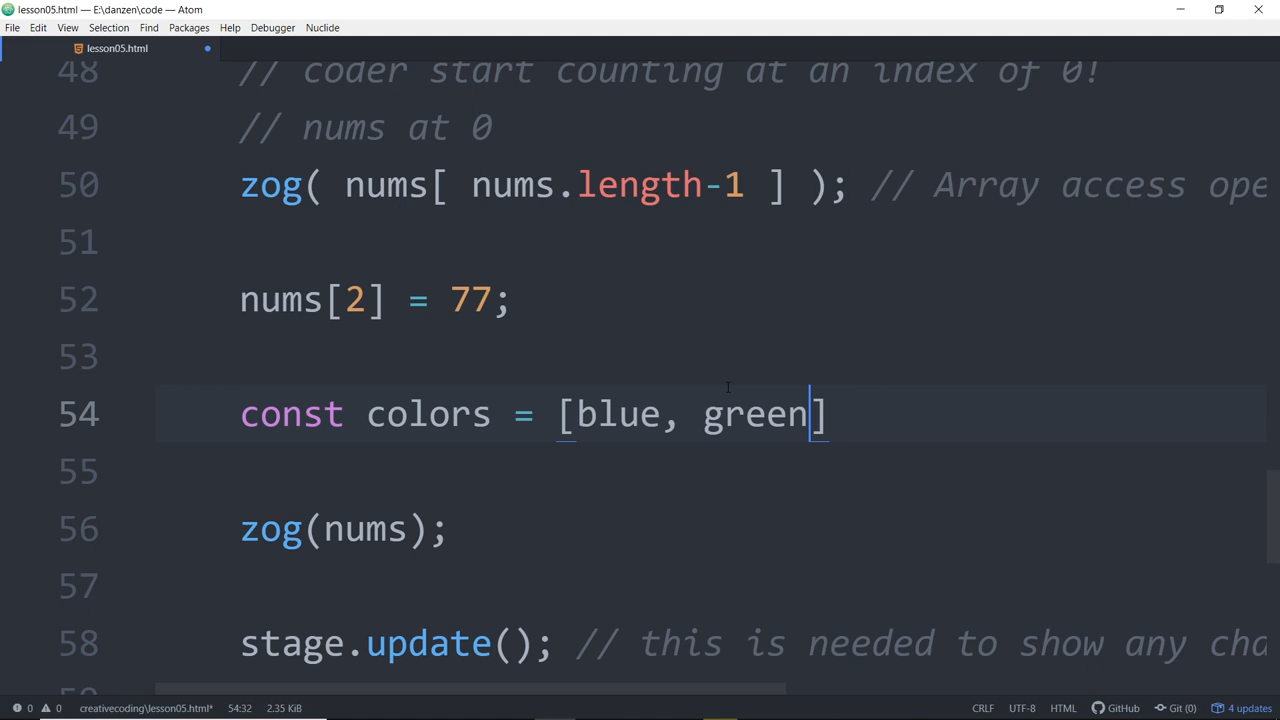 lesson05.html — E:\danzen\code — Atom
File Edit View Selection Find Packages Help Debugger Nuclide
lesson05.html
48 // coder start counting at an index of 0!
49 // nums at 0
50 zog( nums[ nums.length-1 ] ); // Array access ope
51
52 nums[2] = 77;
53
54 const colors = [blue, green]
55
56 zog(nums);
57
58 stage.update(); // this is needed to show any cha
0 0 creativecoding\lesson05.html* 54:32 2.35 KiB CRLF UTF-8 HTML GitHub Git (0) 4 updates